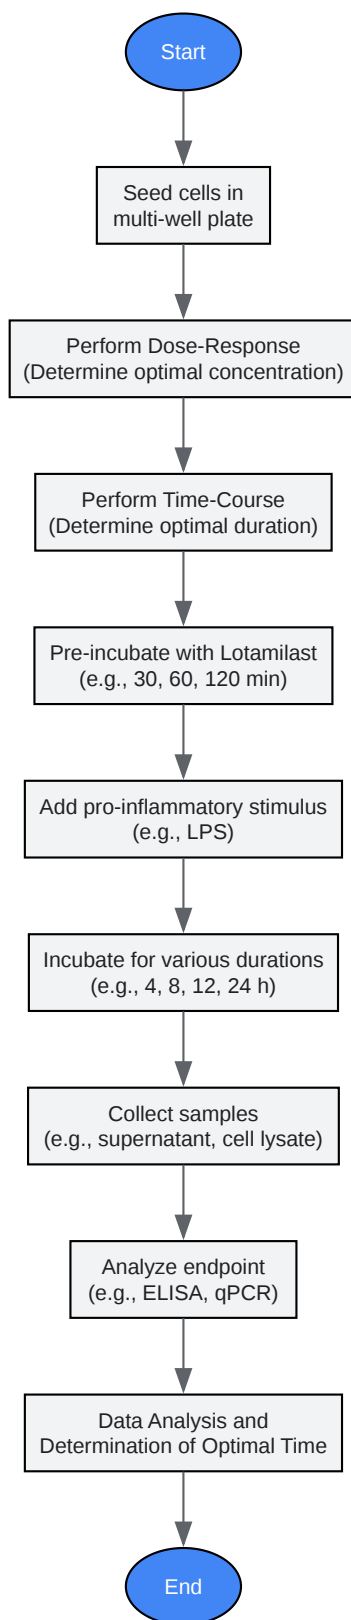 Start
Seed cells in
multi-well plate
Perform Dose-Response
(Determine optimal concentration)
Perform Time-Course
(Determine optimal duration)
Pre-incubate with Lotamilast
(e.g., 30, 60, 120 min)
Add pro-inflammatory stimulus
(e.g., LPS)
Incubate for various durations
(e.g., 4, 8, 12, 24 h)
Collect samples
(e.g., supernatant, cell lysate)
Analyze endpoint
(e.g., ELISA, qPCR)
Data Analysis and
Determination of Optimal Time
End